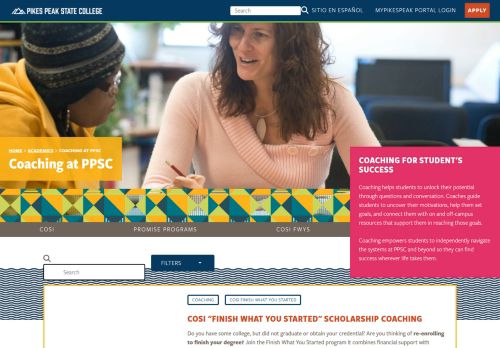 PIKES PEAK STATE COLLEGE
Search
SITIO EN ESPAÑOL
MYPIKESPEAK PORTAL LOGIN
APPLY
HOME > ACADEMICS > COACHING AT PPSC
Coaching at PPSC
COACHING FOR STUDENT'S
SUCCESS
Coaching helps students to unlock their potential
through questions and conversation. Coaches guide
students to uncover their motivations, help them set
goals, and connect them with on and off-campus
resources that support them in reaching those goals.
Coaching empowers students to independently navigate
the systems at PPSC and beyond so they can find
success wherever life takes them.
COSI
PROMISE PROGRAMS
COSI FWYS
Search
FILTERS
COACHING
COSI FINISH WHAT YOU STARTED
COSI "FINISH WHAT YOU STARTED" SCHOLARSHIP COACHING
Do you have some college, but did not graduate or obtain your credential? Are you thinking of re-enrolling
to finish your degree? Join the Finish What You Started program it combines financial support with